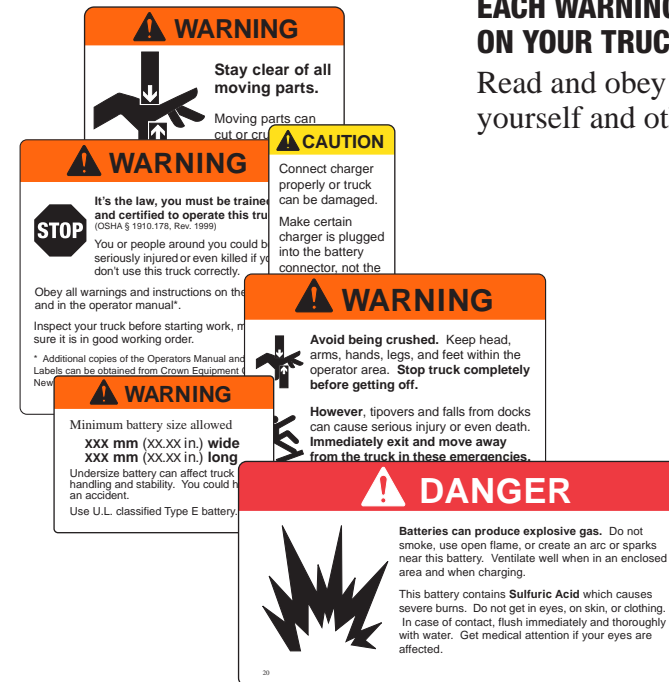 EACH WARNING
ON YOUR TRUC
Read and obey
yourself and ot
WARNING
Stay clear of all
moving parts.
Moving parts can
cut or cru
CAUTION
Connect charger
properly or truck
can be damaged.
Make certain
charger is plugged
into the battery
connector, not the
WARNING
STOP
It's the law, you must be trained
and certified to operate this tru
(OSHA § 1910.178, Rev. 1999)
You or people around you could b
seriously injured or even killed if yo
don't use this truck correctly.
Obey all warnings and instructions on the
and in the operator manual*.
Inspect your truck before starting work, m
sure it is in good working order.
* Additional copies of the Operators Manual and
Labels can be obtained from Crown Equipment
New
WARNING
Avoid being crushed. Keep head,
arms, hands, legs, and feet within the
operator area. Stop truck completely
before getting off.
However, tipovers and falls from docks
can cause serious injury or even death.
Immediately exit and move away
from the truck in these emergencies.
WARNING
Minimum battery size allowed
XXX mm (XX.XX in.) wide
XXX mm (XX.XX in.) long
Undersize battery can affect truck
handling and stability. You could h
an accident.
Use U.L. classified Type E battery.
DANGER
Batteries can produce explosive gas. Do not
smoke, use open flame, or create an arc or sparks
near this battery. Ventilate well when in an enclosed
area and when charging.
This battery contains Sulfuric Acid which causes
severe burns. Do not get in eyes, on skin, or clothing.
In case of contact, flush immediately and thoroughly
with water. Get medical attention if your eyes are
affected.
20